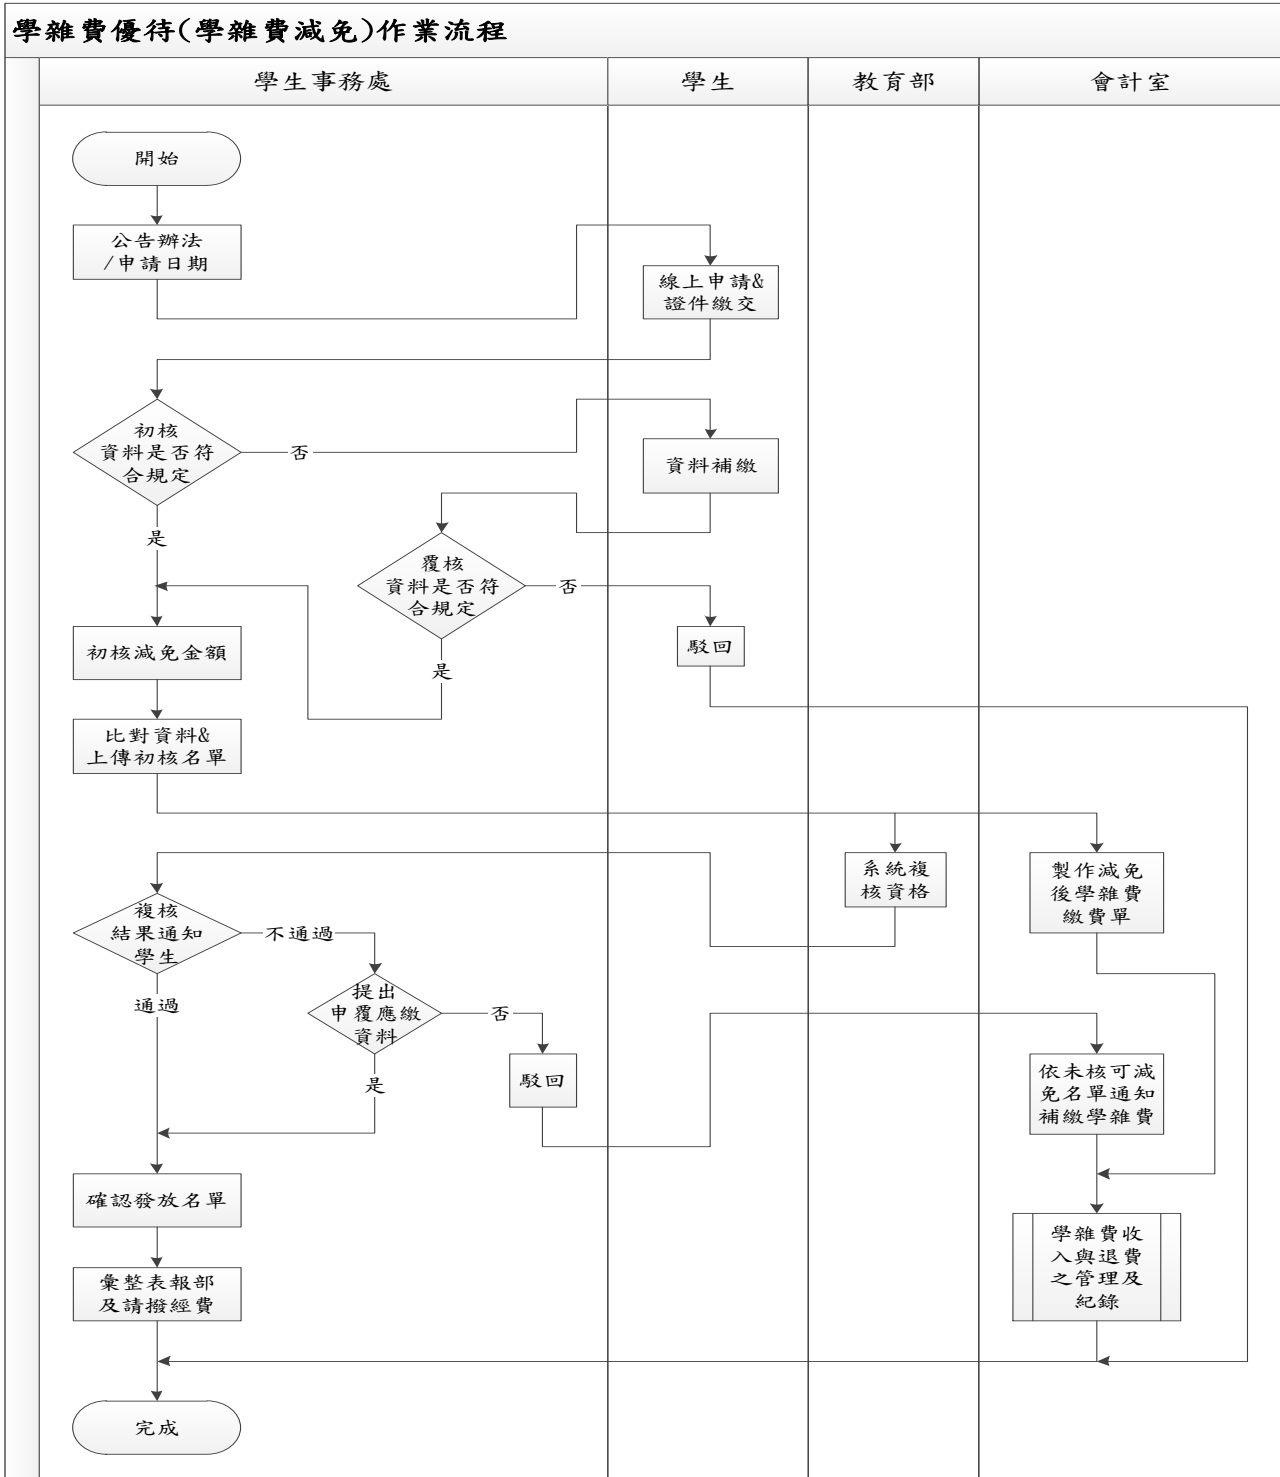 學雜費優待(學雜費減免)作業流程
學生事務處
學生
教育部
會計室
開始
公告辦法
/申請日期
線上申請&
證件繳交
初核
資料是否符
合規定
否
資料補繳
是
覆核
資料是否符
合規定
否
駁回
是
初核減免金額
比對資料&
上傳初核名單
系統複
核資格
製作減免
後學雜費
繳費單
複核
結果通知
學生
不通過
通過
提出
申覆應繳
資料
否
是
駁回
依未核可減
免名單通知
補繳學雜費
確認發放名單
學雜費收
入與退費
之管理及
紀錄
彙整表報部
及請撥經費
完成